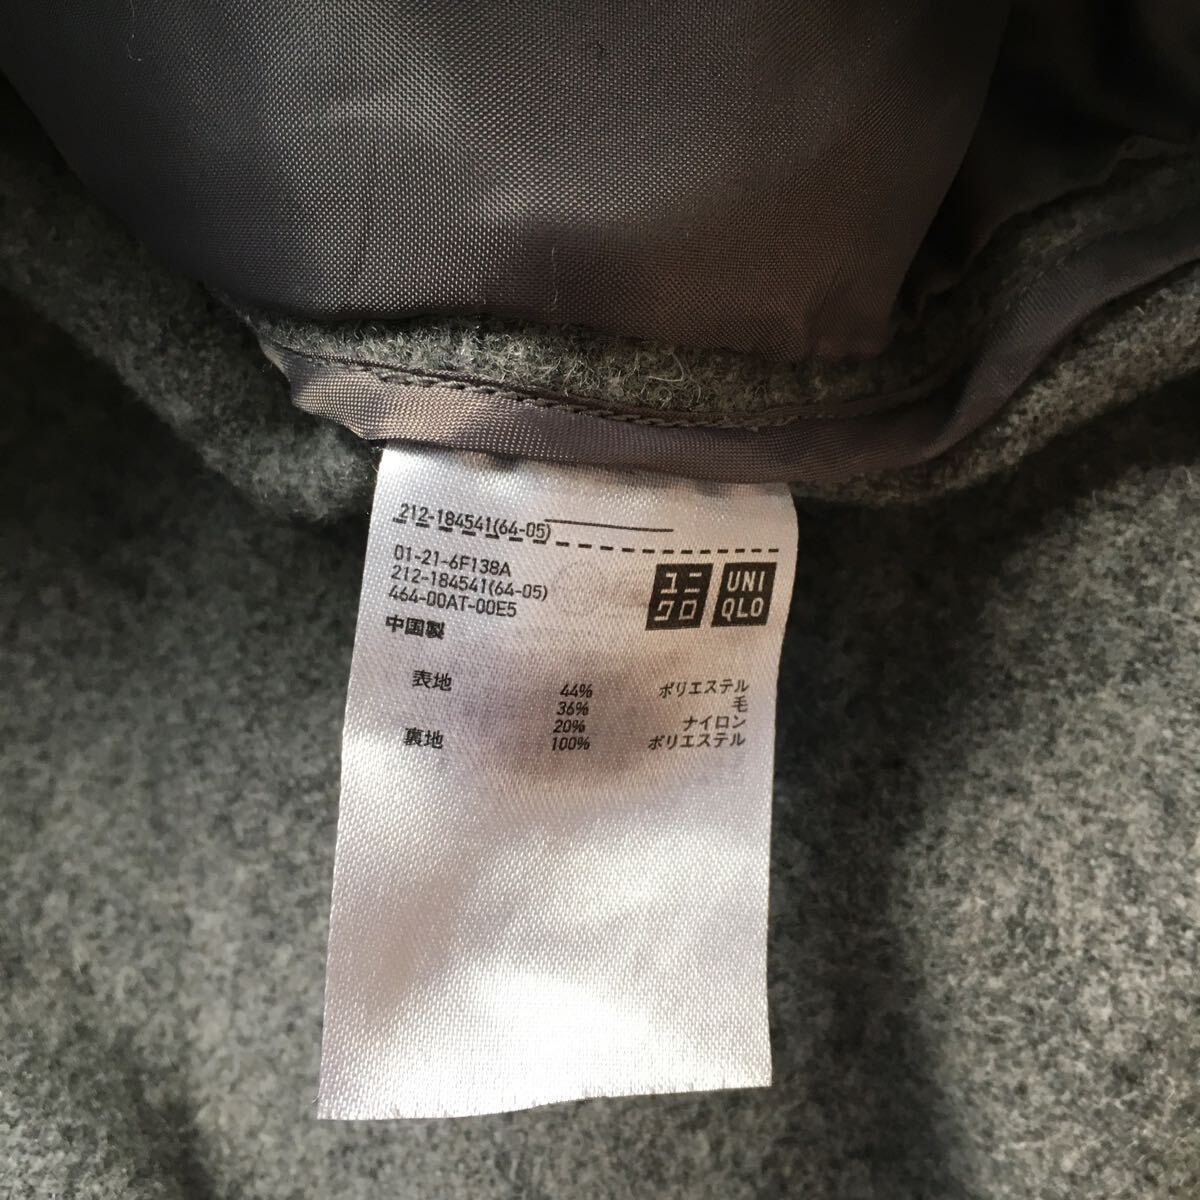 212-184541(64-05)
01-21-6F138A
212-184541(64-05)
464-00AT-00E5
中国製
ユニ
クロ
UNI
QLO
表地 44% ポリエステル
36% 毛
20% ナイロン
裏地 100% ポリエステル